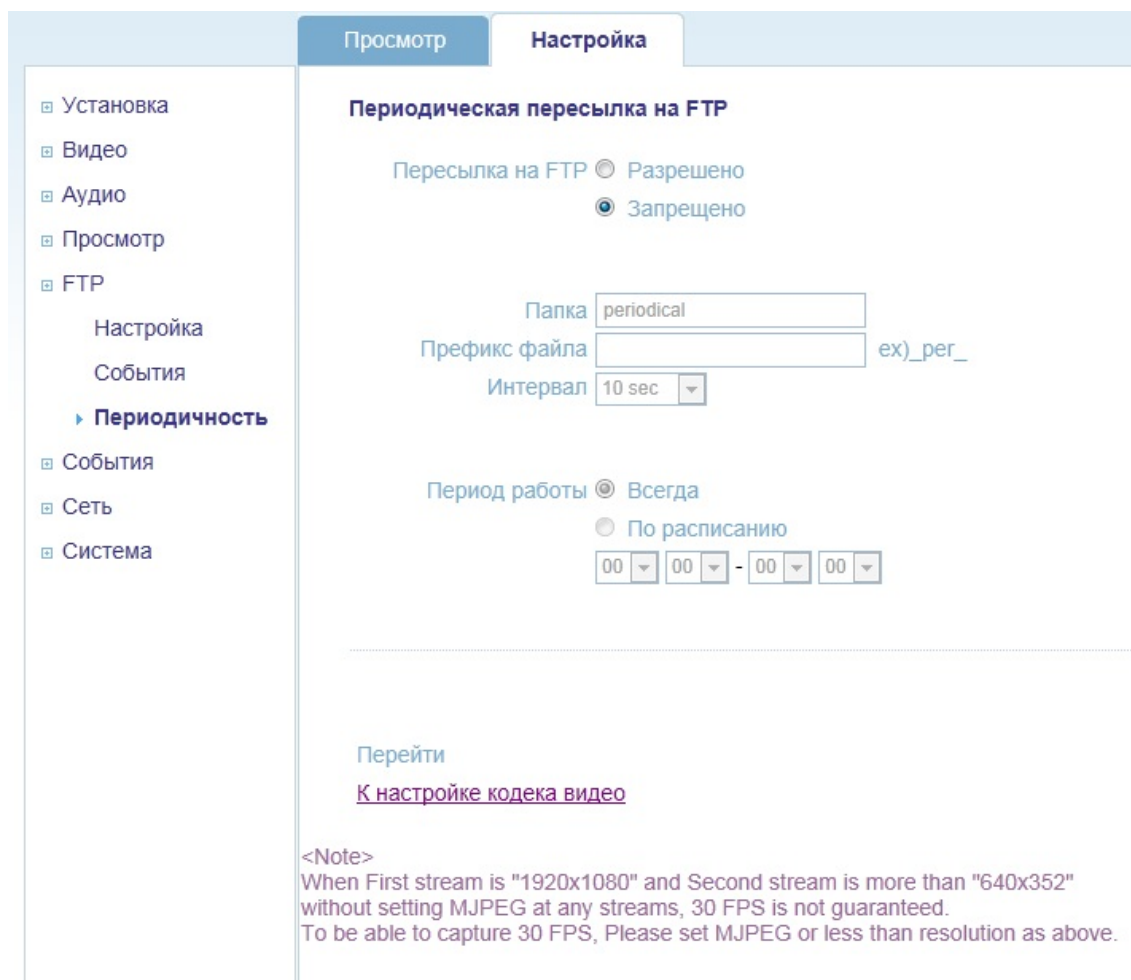 Просмотр
Настройка
Установка
Видео
Аудио
Просмотр
FTP
Настройка
События
Периодичность
События
Сеть
Система
Периодическая пересылка на FTP
Пересылка на FTP Разрешено
Запрещено
Папка periodical
Префикс файла ex)_per_
Интервал 10 sec
Период работы Всегда
По расписанию
00 00 - 00 00
Перейти
К настройке кодека видео
<Note>
When First stream is "1920x1080" and Second stream is more than "640x352"
without setting MJPEG at any streams, 30 FPS is not guaranteed.
To be able to capture 30 FPS, Please set MJPEG or less than resolution as above.